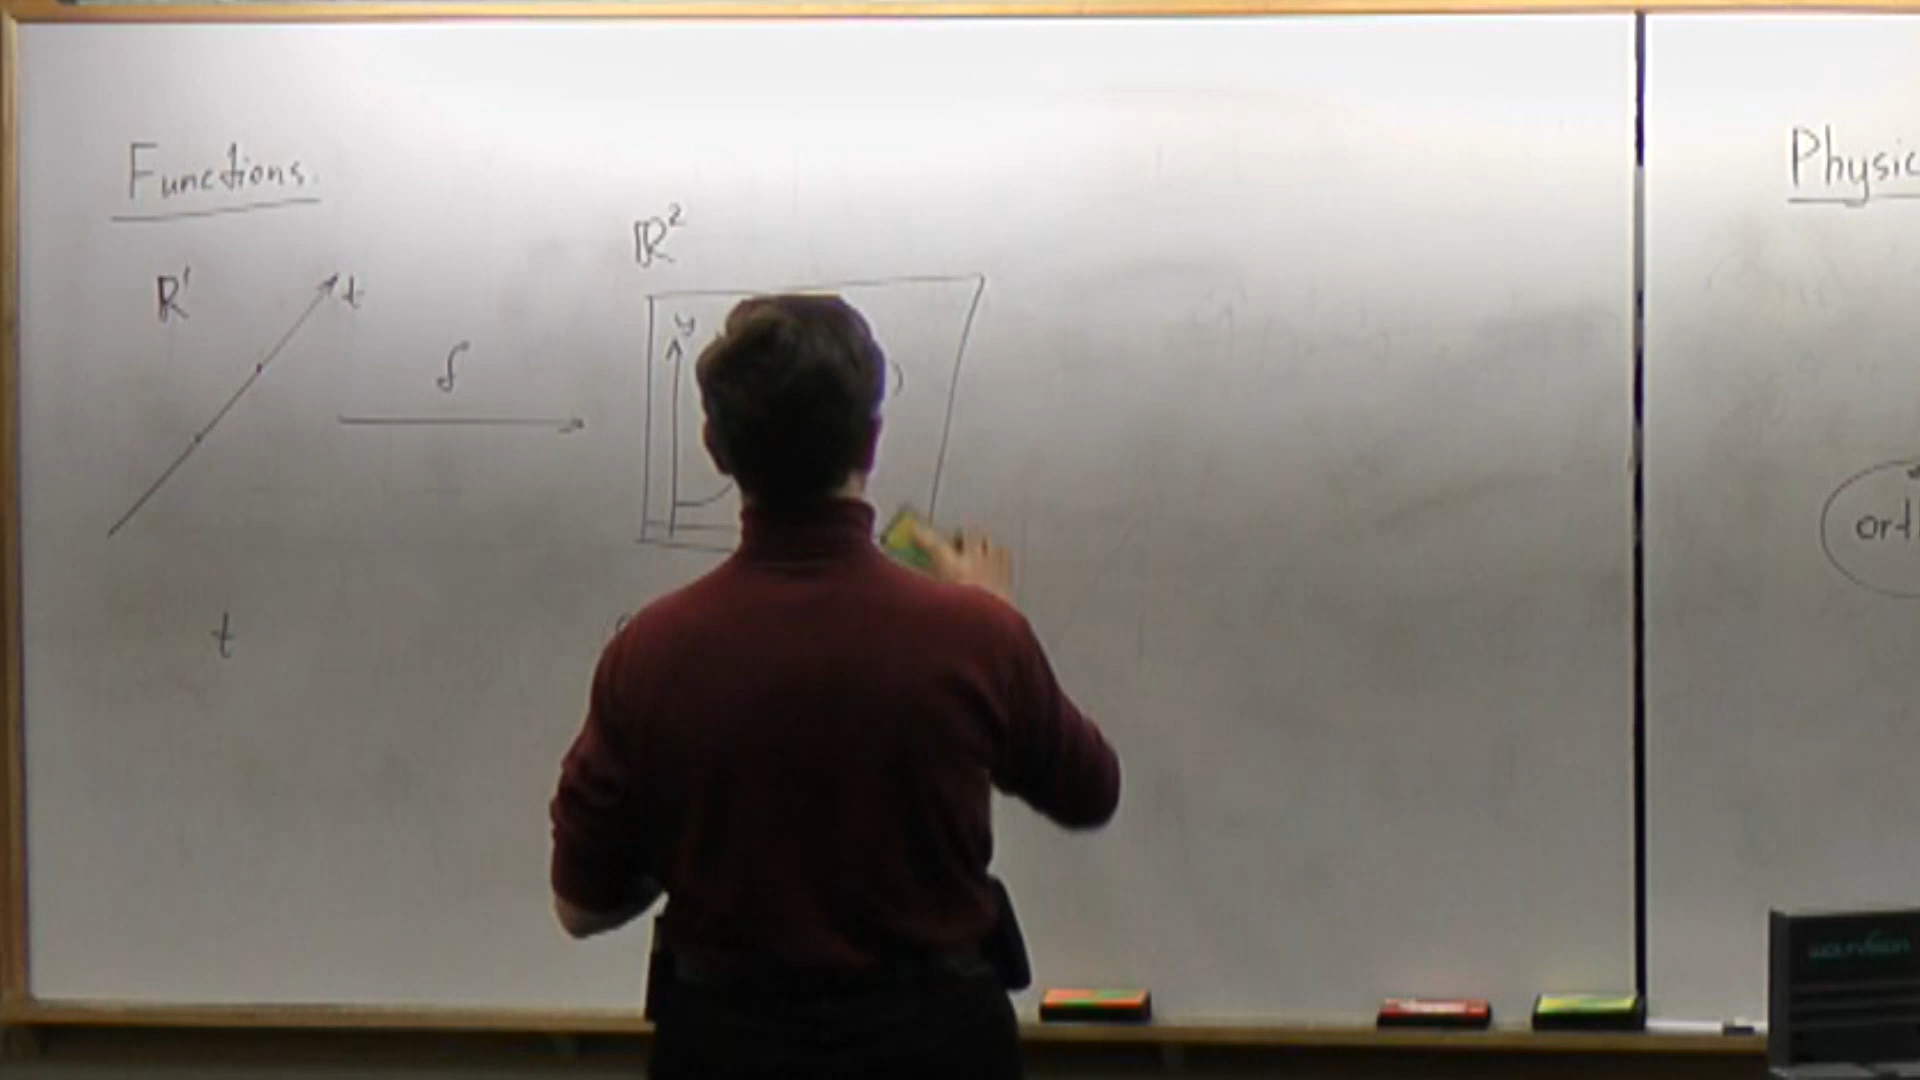 Functions.
ℝ¹
t
f
ℝ²
y
)
t
Physic
ort